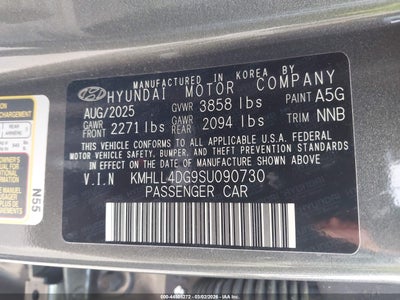 MANUFACTURED IN KOREA BY
HYUNDAI MOTOR COMPANY
AUG/2025 GVWR 3858 lbs PAINT A5G
GAWR FRONT 2271 lbs GAWR REAR 2094 lbs TRIM NNB
THIS VEHICLE CONFORMS TO ALL APPLICABLE U.S.A. FEDERAL
MOTOR VEHICLE SAFETY, BUMPER, AND THEFT PREVENTION
STANDARDS IN EFFECT ON THE DATE OF MANUFACTURE SHOWN ABOVE.
V.I.N KMHLL4DG9SU090730
PASSENGER CAR
N55
REAR